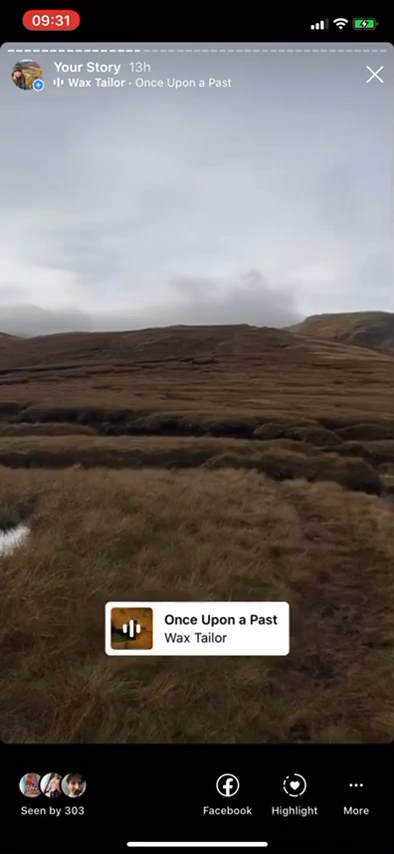 09:31
Your Story 13h
Wax Tailor · Once Upon a Past
Once Upon a Past
Wax Tailor
Seen by 303
Facebook
Highlight
More